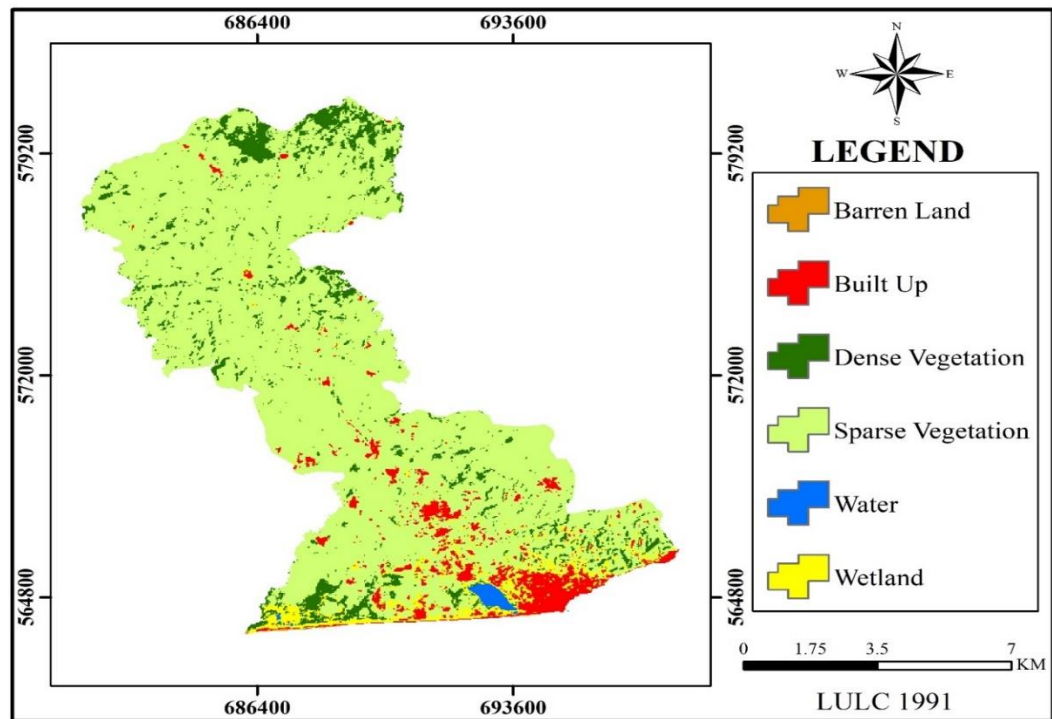 686400 693600
579200
572000
564800
579200
572000
564800
686400 693600
N
W E
S
LEGEND
Barren Land
Built Up
Dense Vegetation
Sparse Vegetation
Water
Wetland
0 1.75 3.5 7
KM
LULC 1991